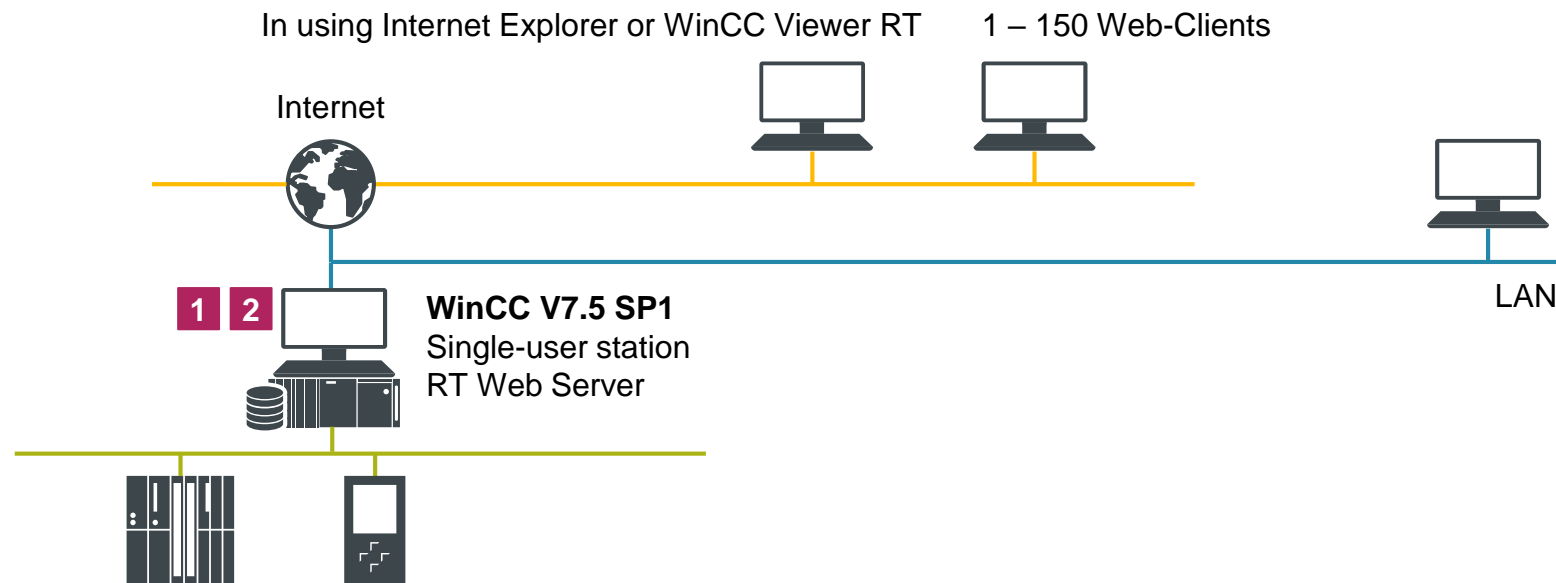 In using Internet Explorer or WinCC Viewer RT 1 – 150 Web-Clients
Internet
LAN
1 2
WinCC V7.5 SP1
Single-user station
RT Web Server